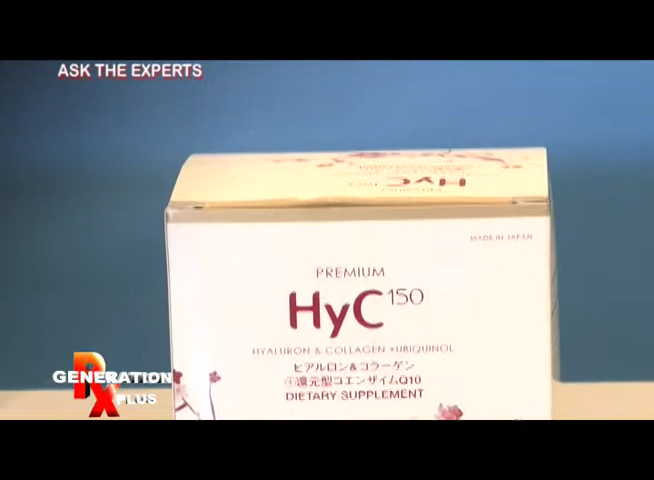 ASK THE EXPERTS
HyC
MADE IN JAPAN
PREMIUM
HyC150
HYALURON & COLLAGEN +UBIQUINOL
ヒアルロン&コラーゲン
+還元型コエンザイムQ10
DIETARY SUPPLEMENT
GENERATION
RX PLUS